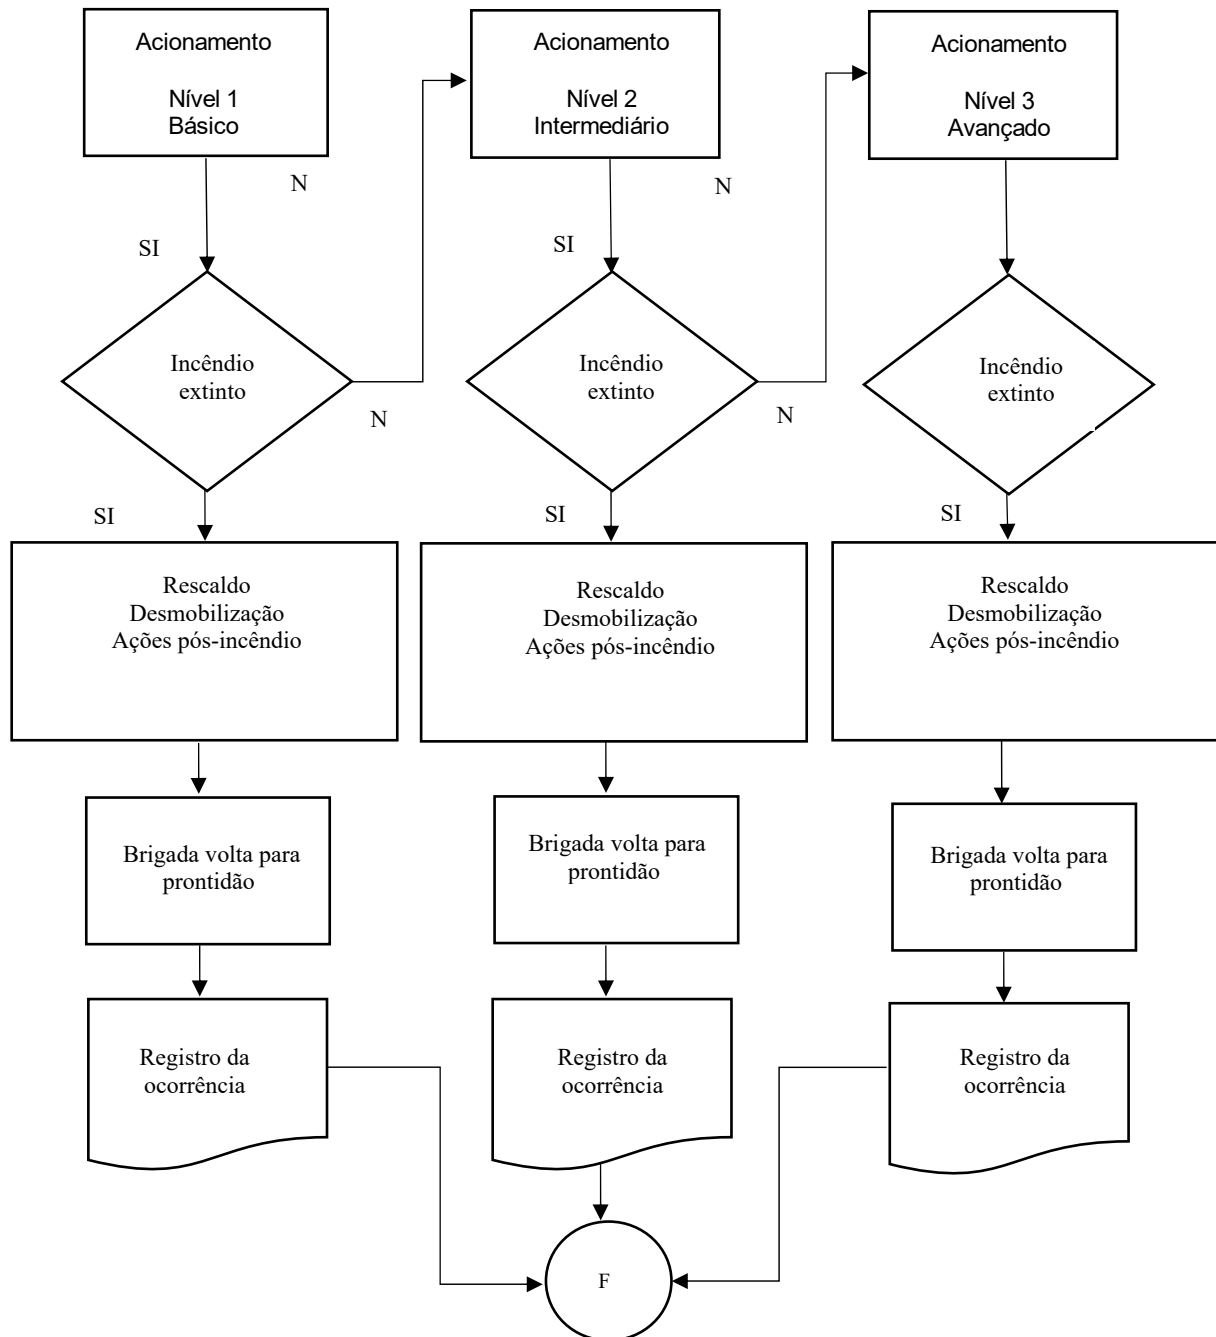 Acionamento
Nível 1
Básico
Acionamento
Nível 2
Intermediário
Acionamento
Nível 3
Avançado
N
N
SI
SI
Incêndio
extinto
Incêndio
extinto
Incêndio
extinto
N
N
SI
SI
SI
Rescaldo
Desmobilização
Ações pós-incêndio
Rescaldo
Desmobilização
Ações pós-incêndio
Rescaldo
Desmobilização
Ações pós-incêndio
Brigada volta para
prontidão
Brigada volta para
prontidão
Brigada volta para
prontidão
Registro da
ocorrência
Registro da
ocorrência
Registro da
ocorrência
F